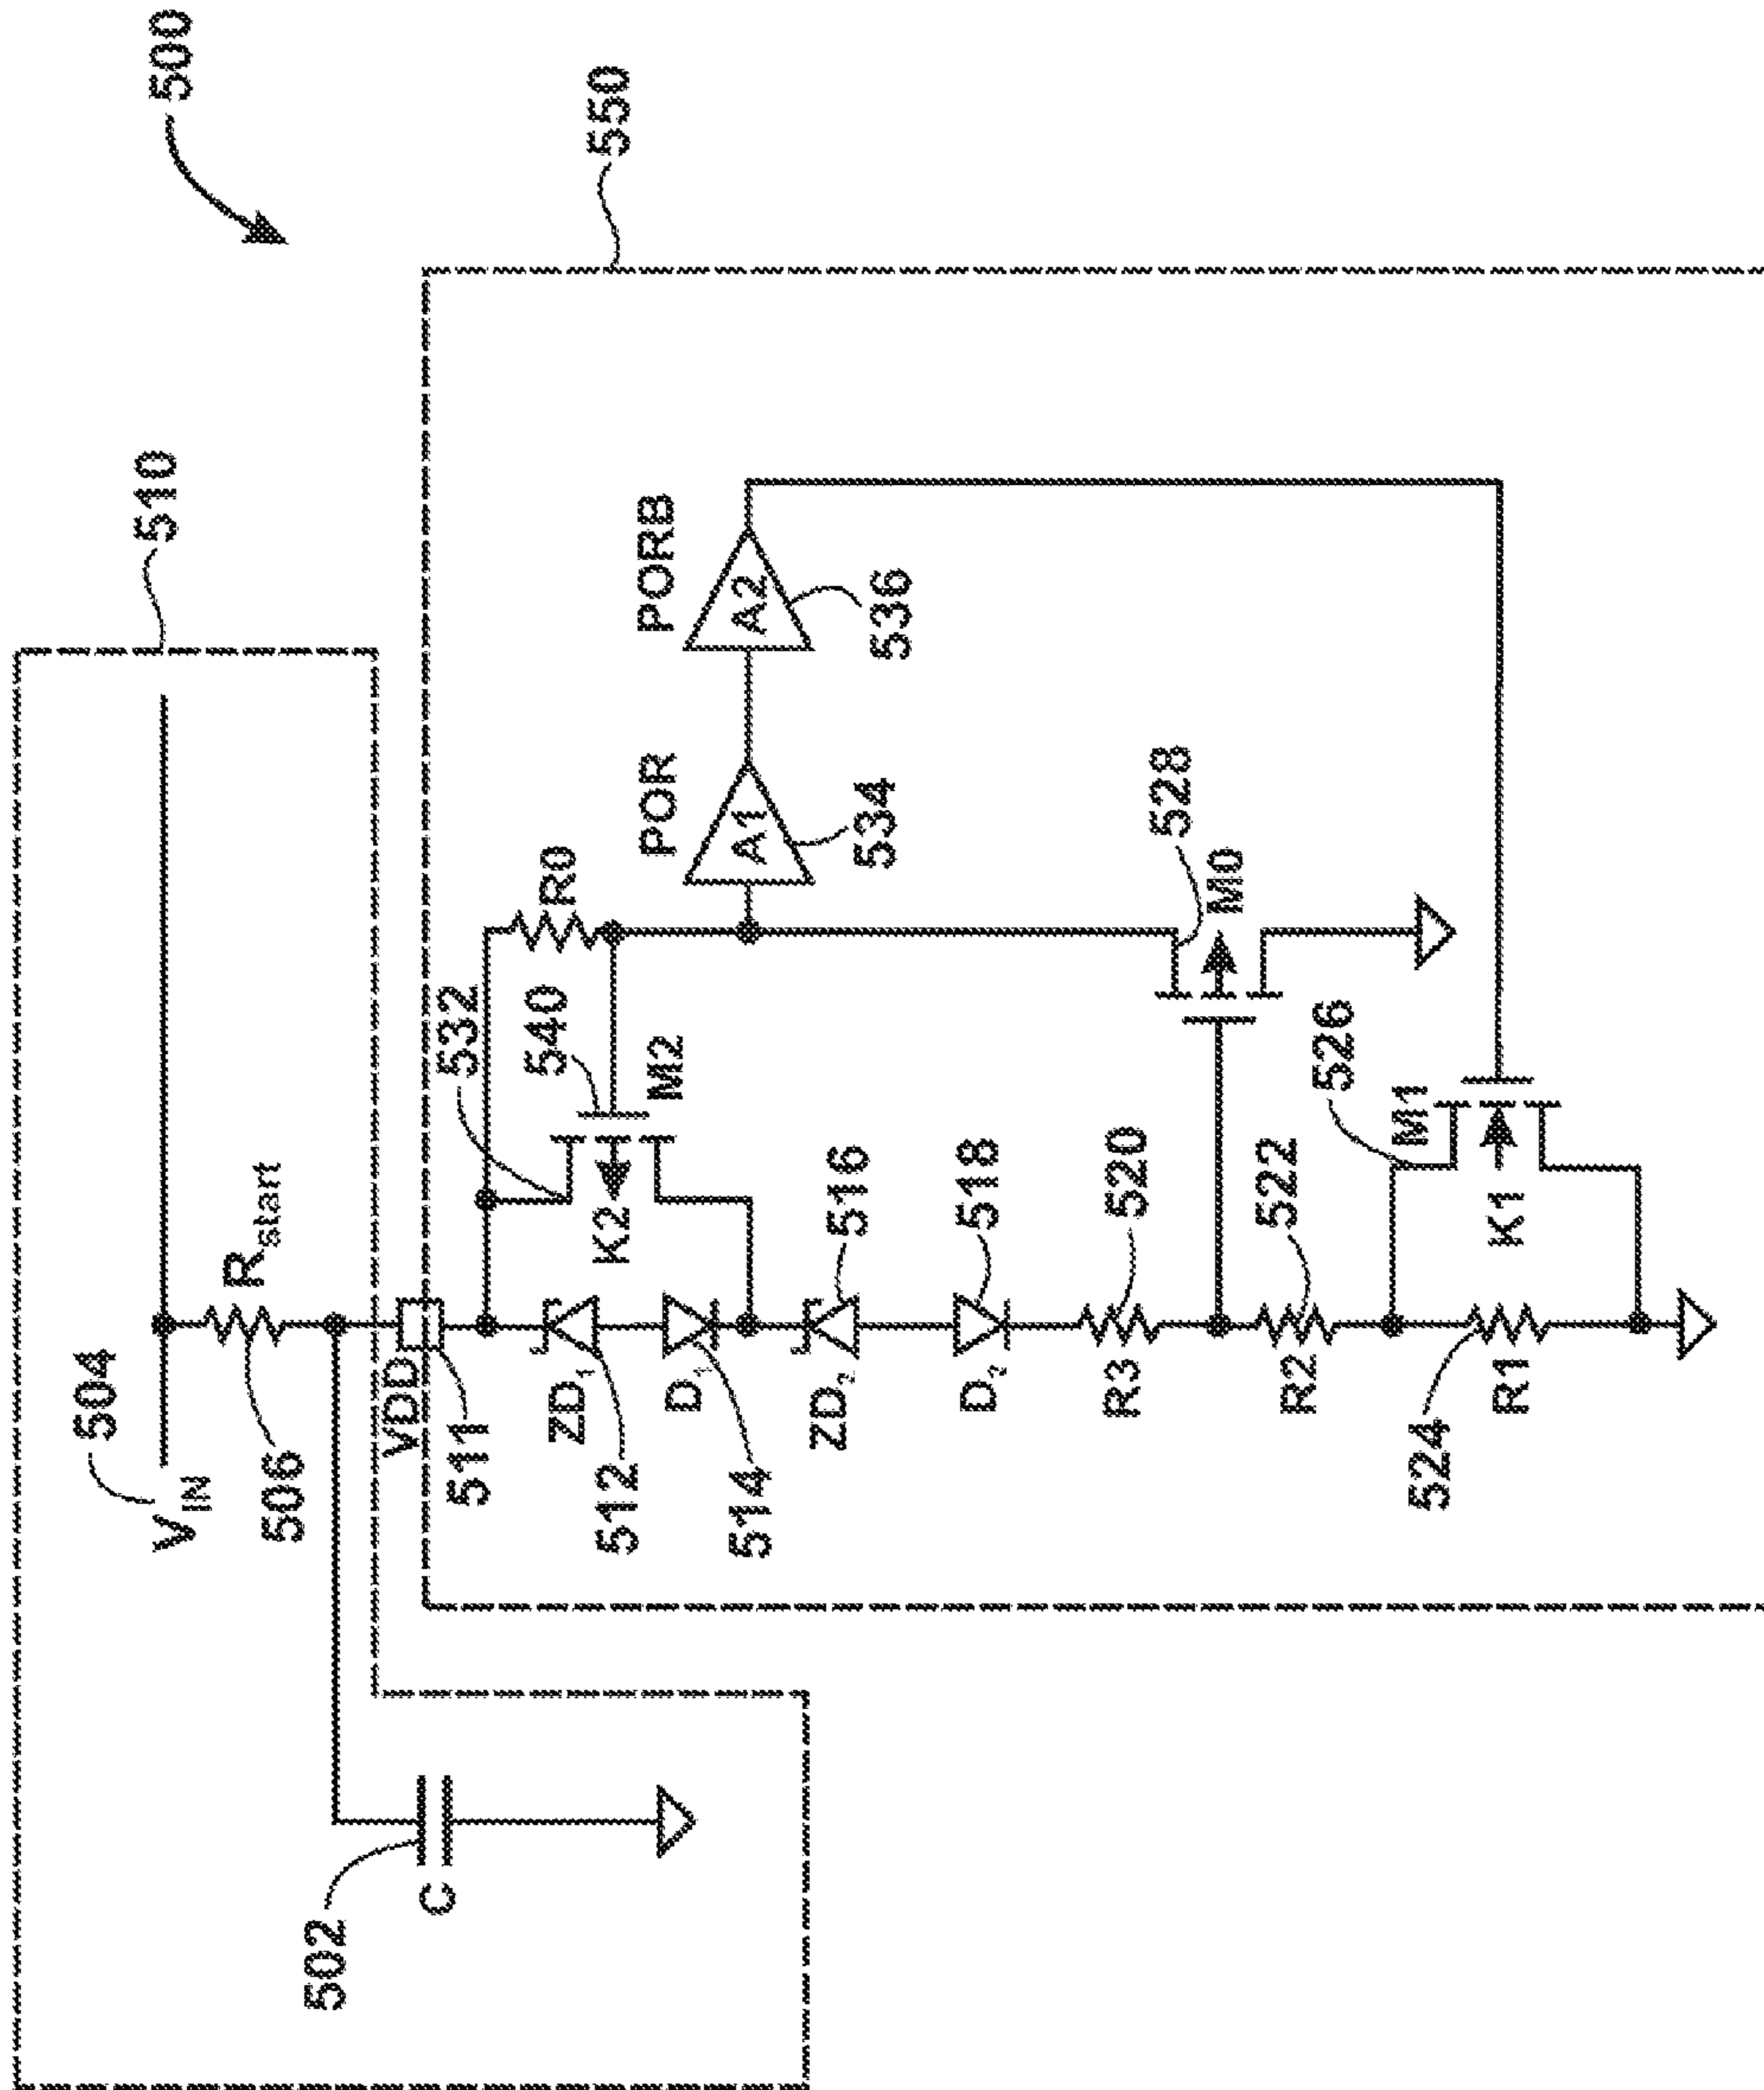 500
510
504
V_IN
506
R_start
502
C
550
VDD
511
532
540
R0
POR
PORB
ZD₁
512
K2
M2
A1
534
A2
536
D₁
514
ZD₂
516
D₂
518
528
M0
R3
520
R2
522
526
M1
524
R1
K1